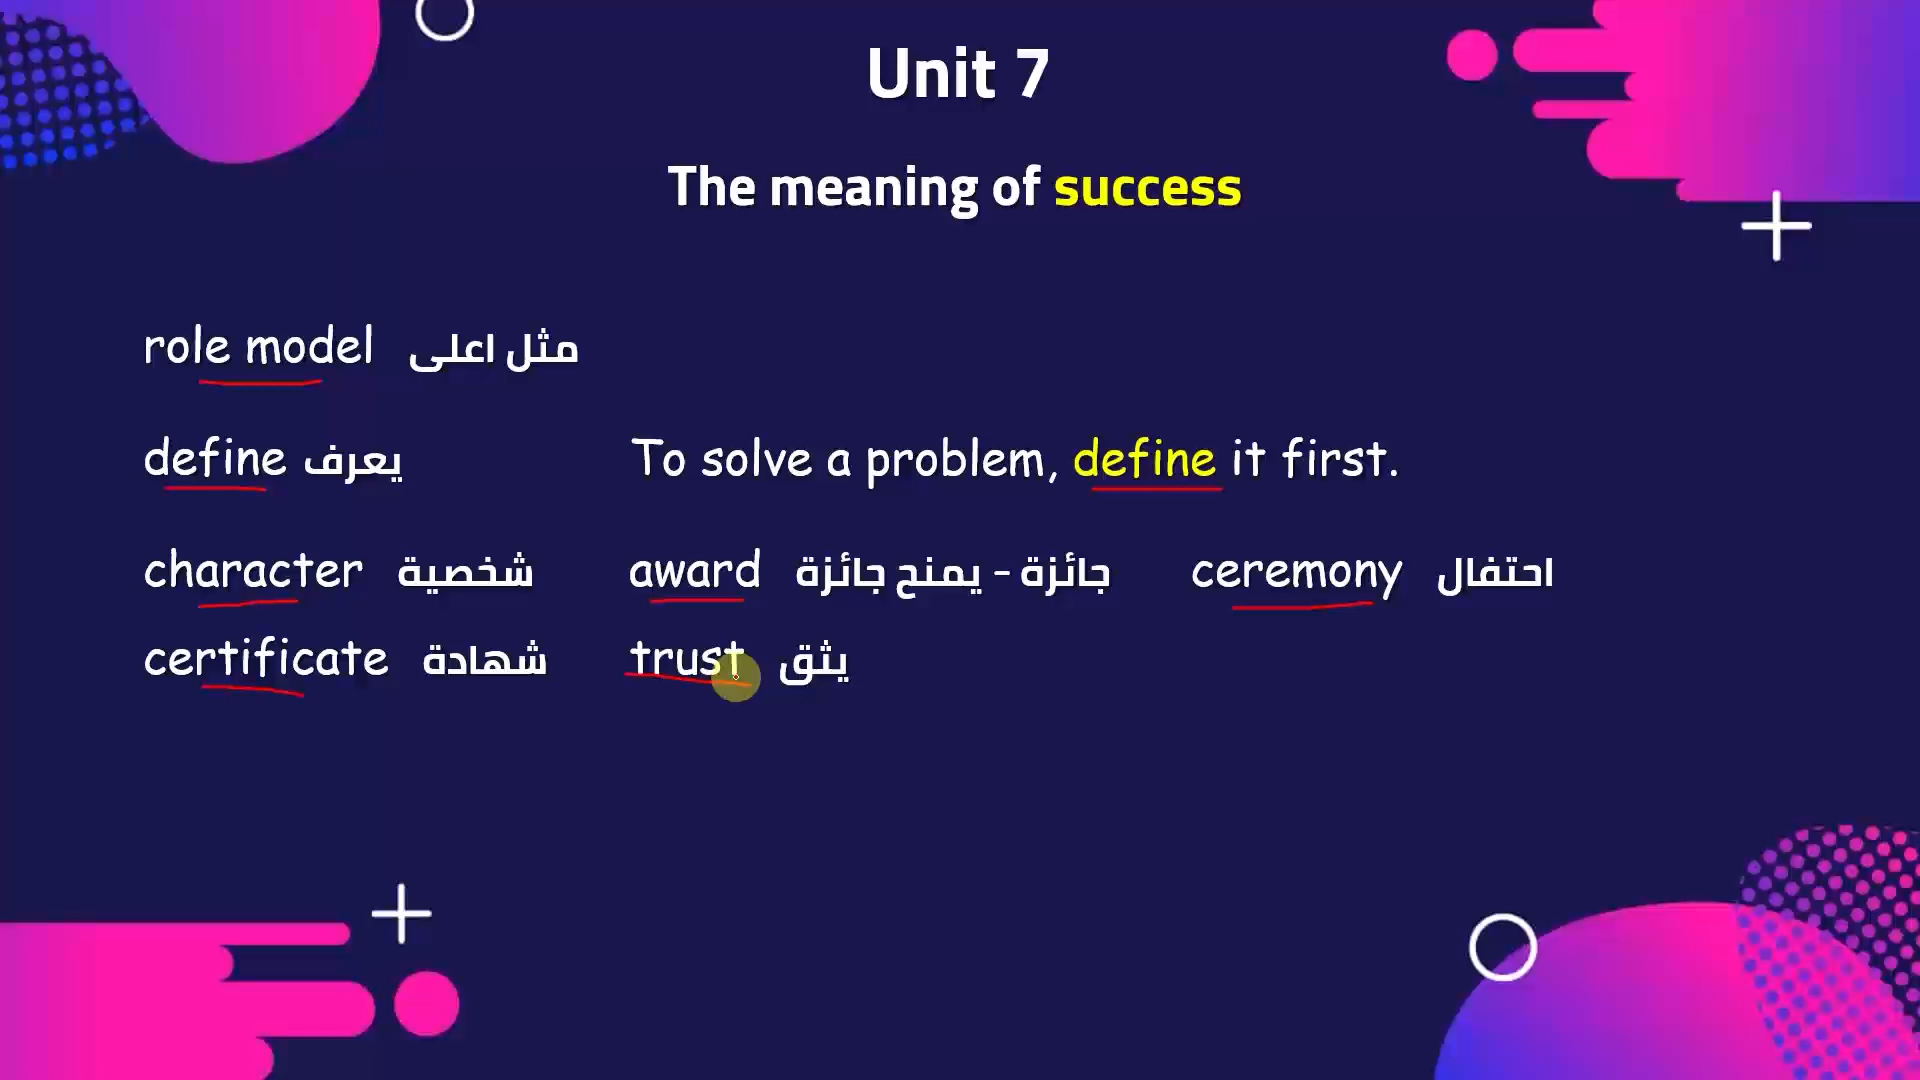 Unit 7
The meaning of success
role model مثل اعلى
define يعرف To solve a problem, define it first.
character شخصية award جائزة - يمنح جائزة ceremony احتفال
certificate شهادة trust يثق